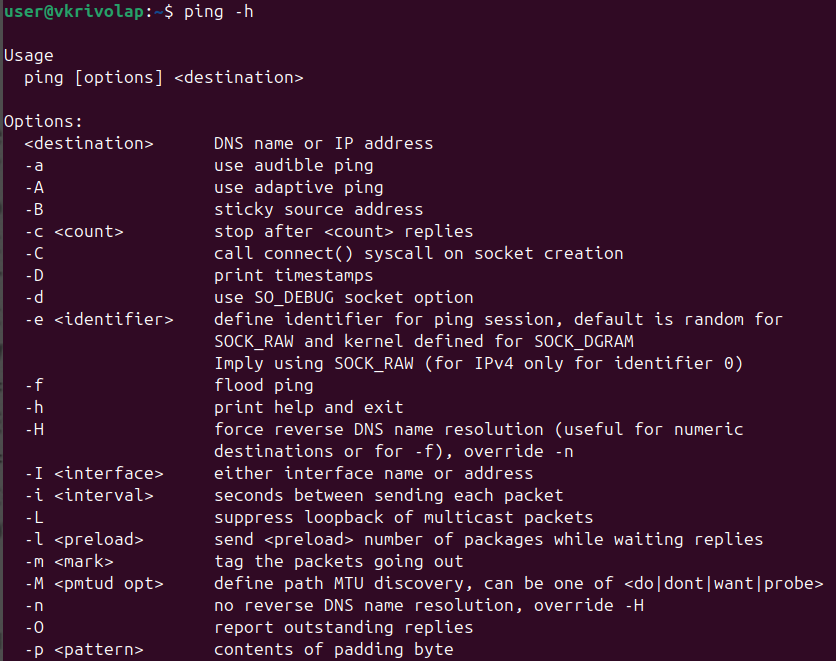 user@vkrivolap:~$ ping -h
Usage
ping [options] <destination>
Options:
<destination> DNS name or IP address
-a use audible ping
-A use adaptive ping
-B sticky source address
-c <count> stop after <count> replies
-C call connect() syscall on socket creation
-D print timestamps
-d use SO_DEBUG socket option
-e <identifier> define identifier for ping session, default is random for
SOCK_RAW and kernel defined for SOCK_DGRAM
Imply using SOCK_RAW (for IPv4 only for identifier 0)
-f flood ping
-h print help and exit
-H force reverse DNS name resolution (useful for numeric
destinations or for -f), override -n
-I <interface> either interface name or address
-i <interval> seconds between sending each packet
-L suppress loopback of multicast packets
-l <preload> send <preload> number of packages while waiting replies
-m <mark> tag the packets going out
-M <pmtud opt> define path MTU discovery, can be one of <do|dont|want|probe>
-n no reverse DNS name resolution, override -H
-O report outstanding replies
-p <pattern> contents of padding byte